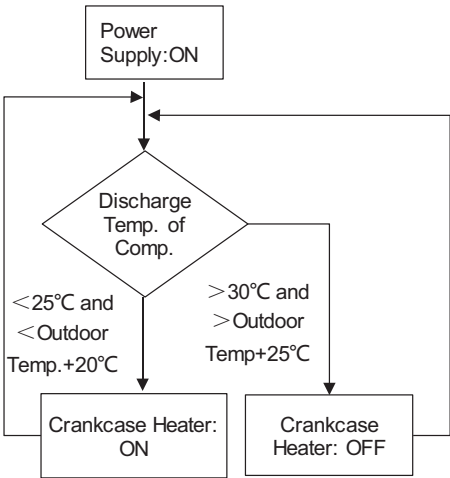 Power
Supply:ON
Discharge
Temp. of
Comp.
＜25℃ and
＜Outdoor
Temp.+20℃
＞30℃ and
＞Outdoor
Temp+25℃
Crankcase Heater:
ON
Crankcase
Heater: OFF